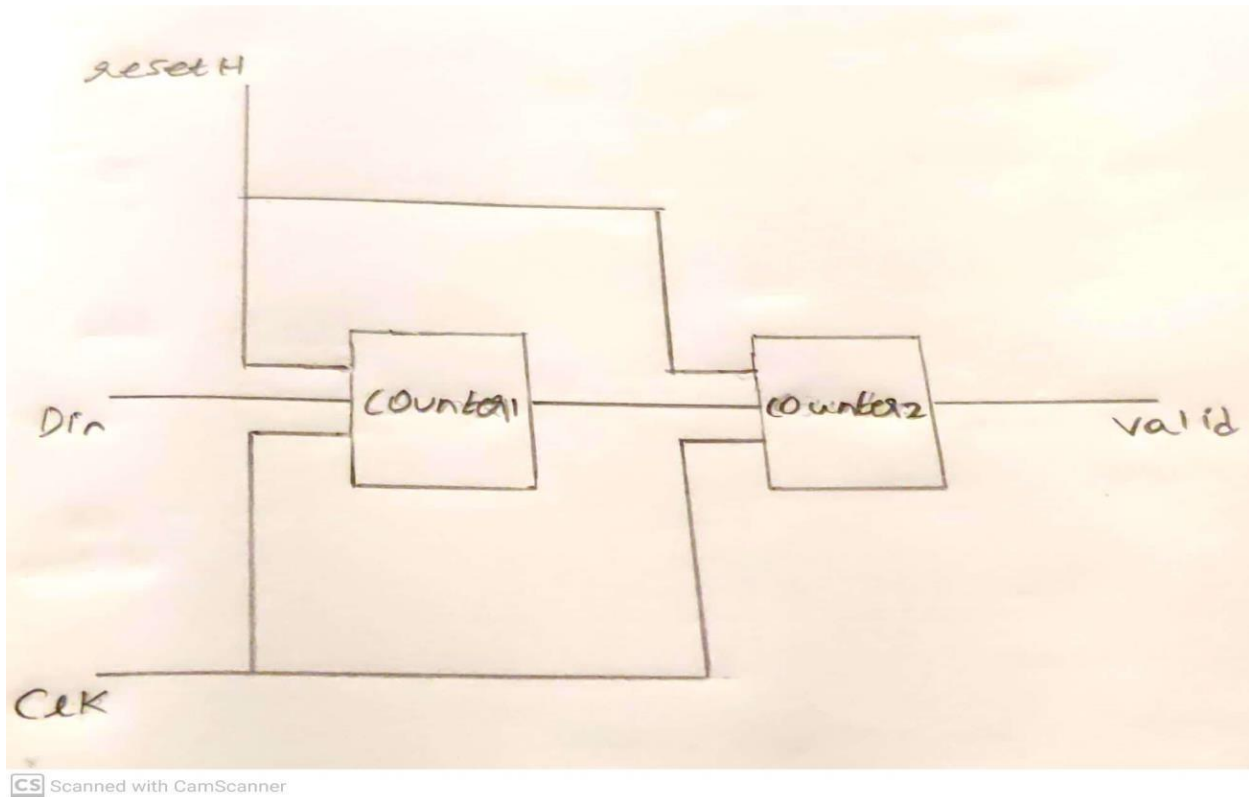 resetH
Din
counter1
counter2
valid
CLK
CS Scanned with CamScanner